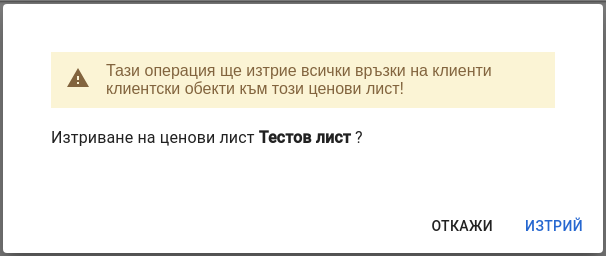 Тази операция ще изтрие всички връзки на клиенти
клиентски обекти към този ценови лист!
Изтриване на ценови лист Тестов лист ?
ОТКАЖИ ИЗТРИЙ